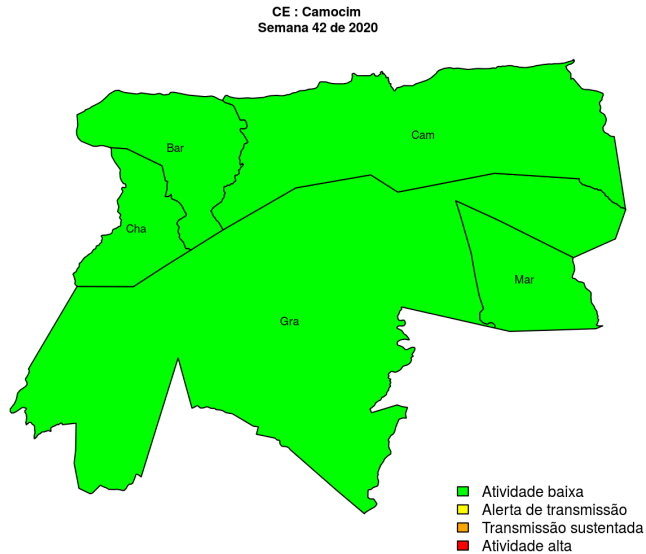 CE : Camocim
Semana 42 de 2020
Bar
Cam
Cha
Mar
Gra
Atividade baixa
Alerta de transmissão
Transmissão sustentada
Atividade alta